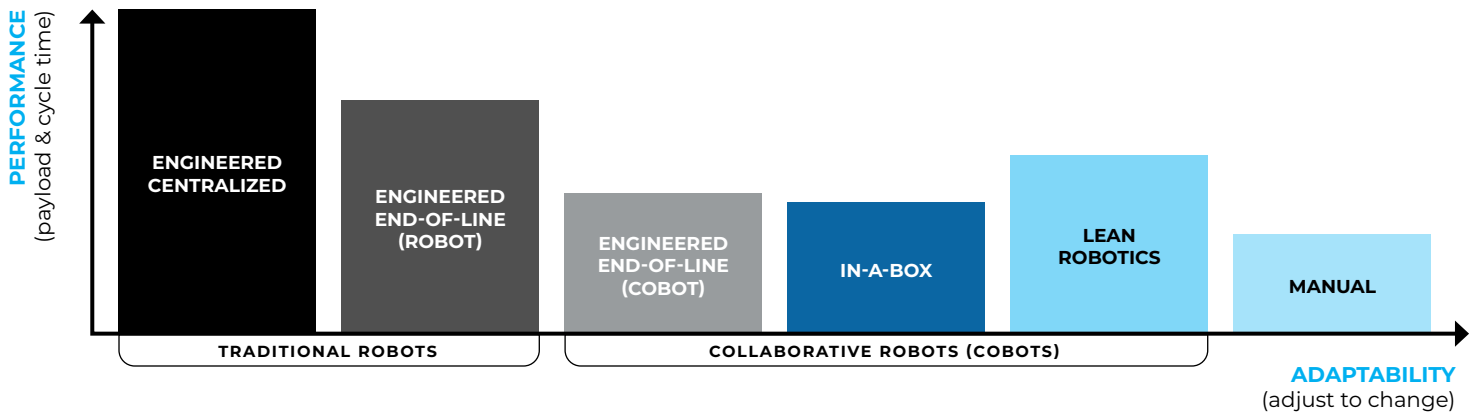 PERFORMANCE
(payload & cycle time)
ENGINEERED
CENTRALIZED
ENGINEERED
END-OF-LINE
(ROBOT)
ENGINEERED
END-OF-LINE
(COBOT)
IN-A-BOX
LEAN
ROBOTICS
MANUAL
TRADITIONAL ROBOTS
COLLABORATIVE ROBOTS (COBOTS)
ADAPTABILITY
(adjust to change)